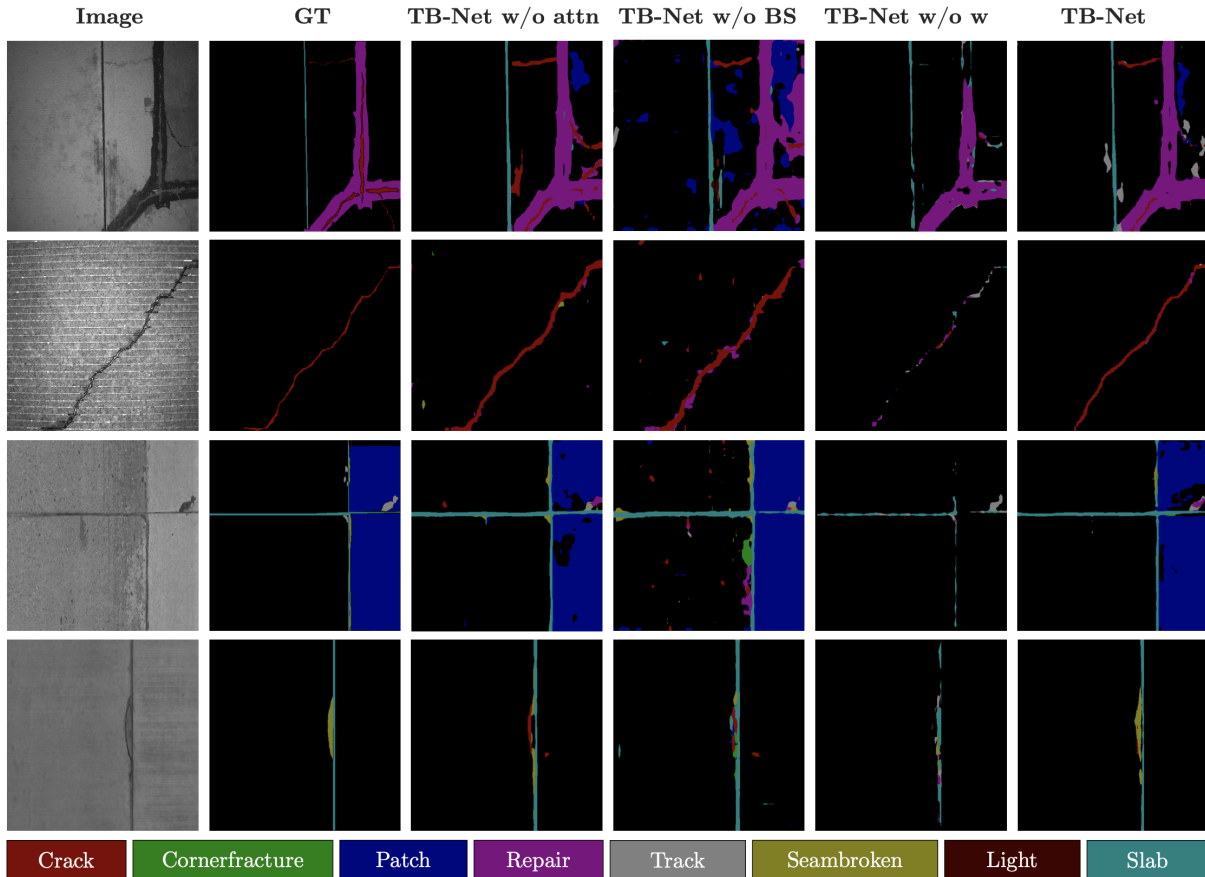 Image GT TB-Net w/o attn TB-Net w/o BS TB-Net w/o w TB-Net
Crack Cornerfracture Patch Repair Track Seambroken Light Slab